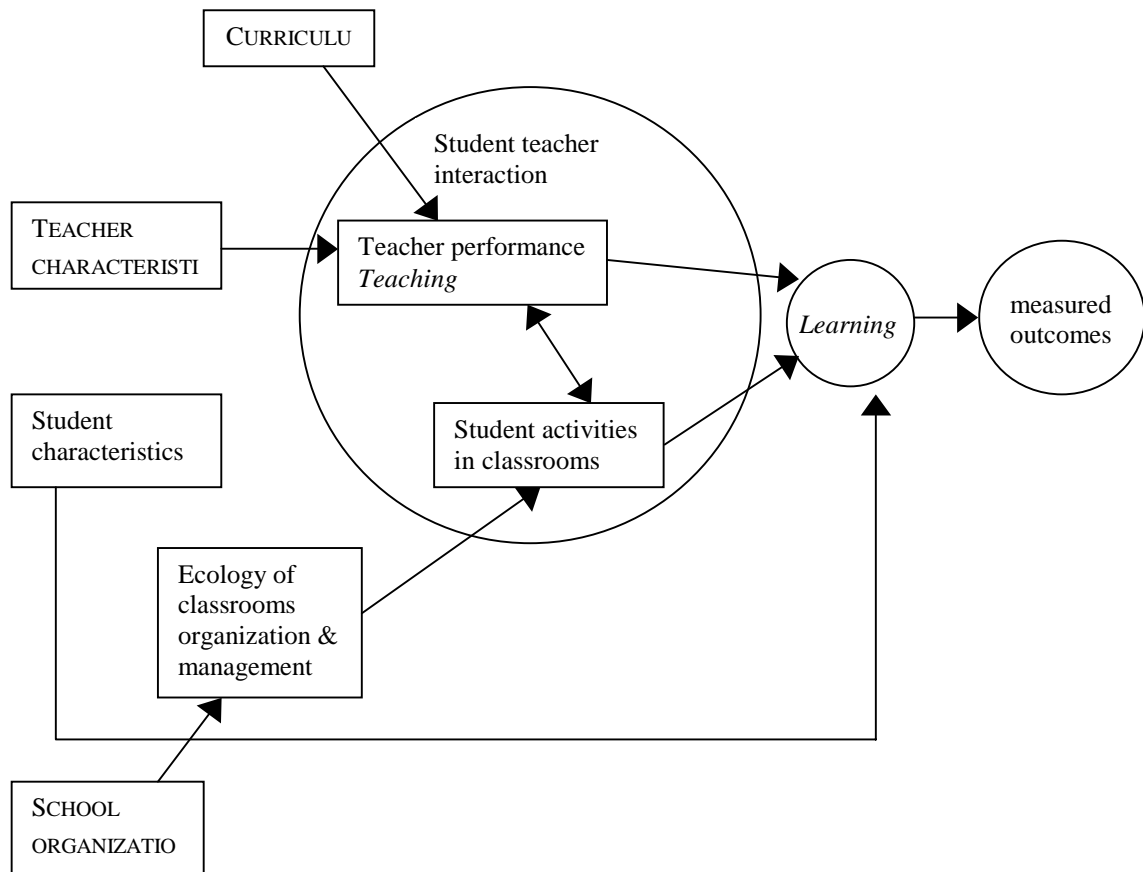 CURRICULU
Student teacher
interaction
TEACHER
CHARACTERISTI
Teacher performance
Teaching
Learning
measured
outcomes
Student
characteristics
Student activities
in classrooms
Ecology of
classrooms
organization &
management
SCHOOL
ORGANIZATIO